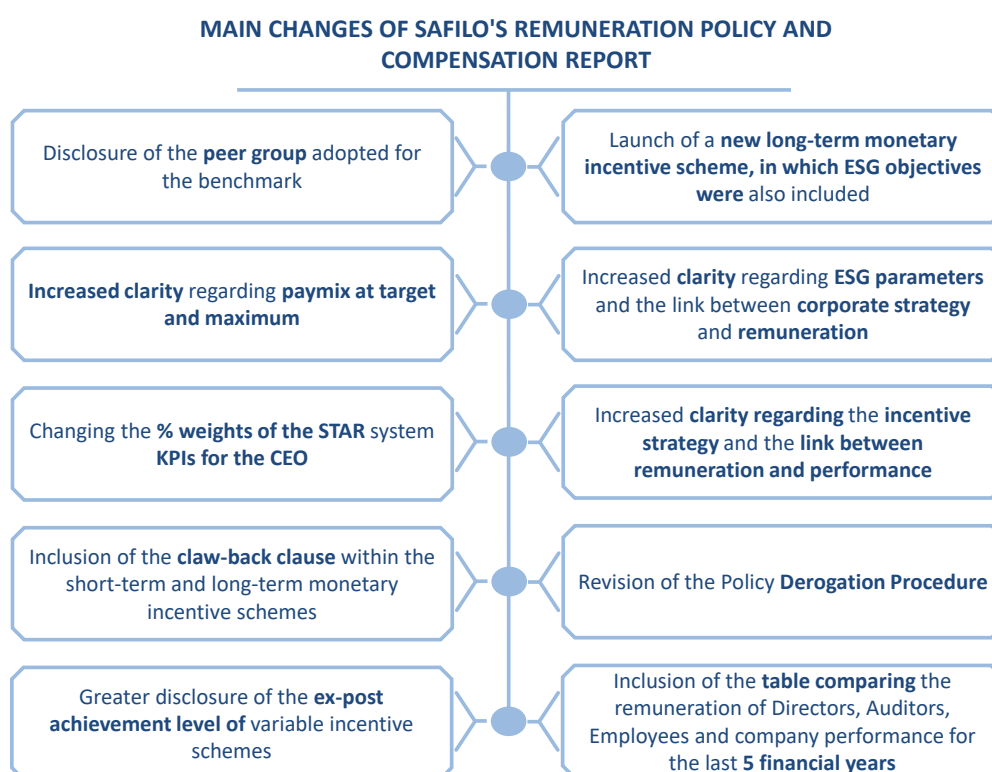 MAIN CHANGES OF SAFILO'S REMUNERATION POLICY AND
COMPENSATION REPORT
Disclosure of the peer group adopted for
the benchmark
Launch of a new long-term monetary
incentive scheme, in which ESG objectives
were also included
Increased clarity regarding paymix at target
and maximum
Increased clarity regarding ESG parameters
and the link between corporate strategy
and remuneration
Changing the % weights of the STAR system
KPIs for the CEO
Increased clarity regarding the incentive
strategy and the link between
remuneration and performance
Inclusion of the claw-back clause within the
short-term and long-term monetary
incentive schemes
Revision of the Policy Derogation Procedure
Greater disclosure of the ex-post
achievement level of variable incentive
schemes
Inclusion of the table comparing the
remuneration of Directors, Auditors,
Employees and company performance for
the last 5 financial years